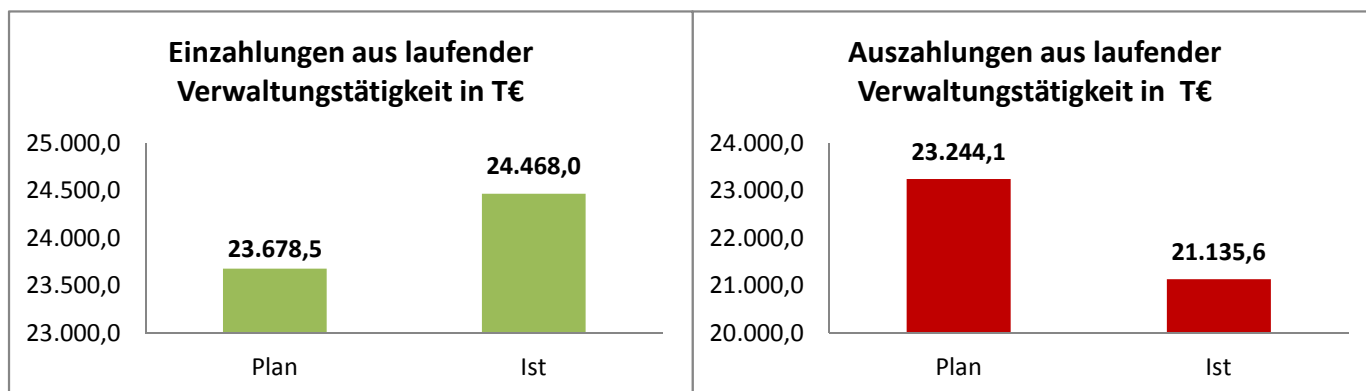 Einzahlungen aus laufender
Verwaltungstätigkeit in T€
25.000,0
24.500,0
24.000,0
23.500,0
23.000,0
23.678,5
24.468,0
Plan
Ist
Auszahlungen aus laufender
Verwaltungstätigkeit in  T€
24.000,0
23.000,0
22.000,0
21.000,0
20.000,0
23.244,1
21.135,6
Plan
Ist